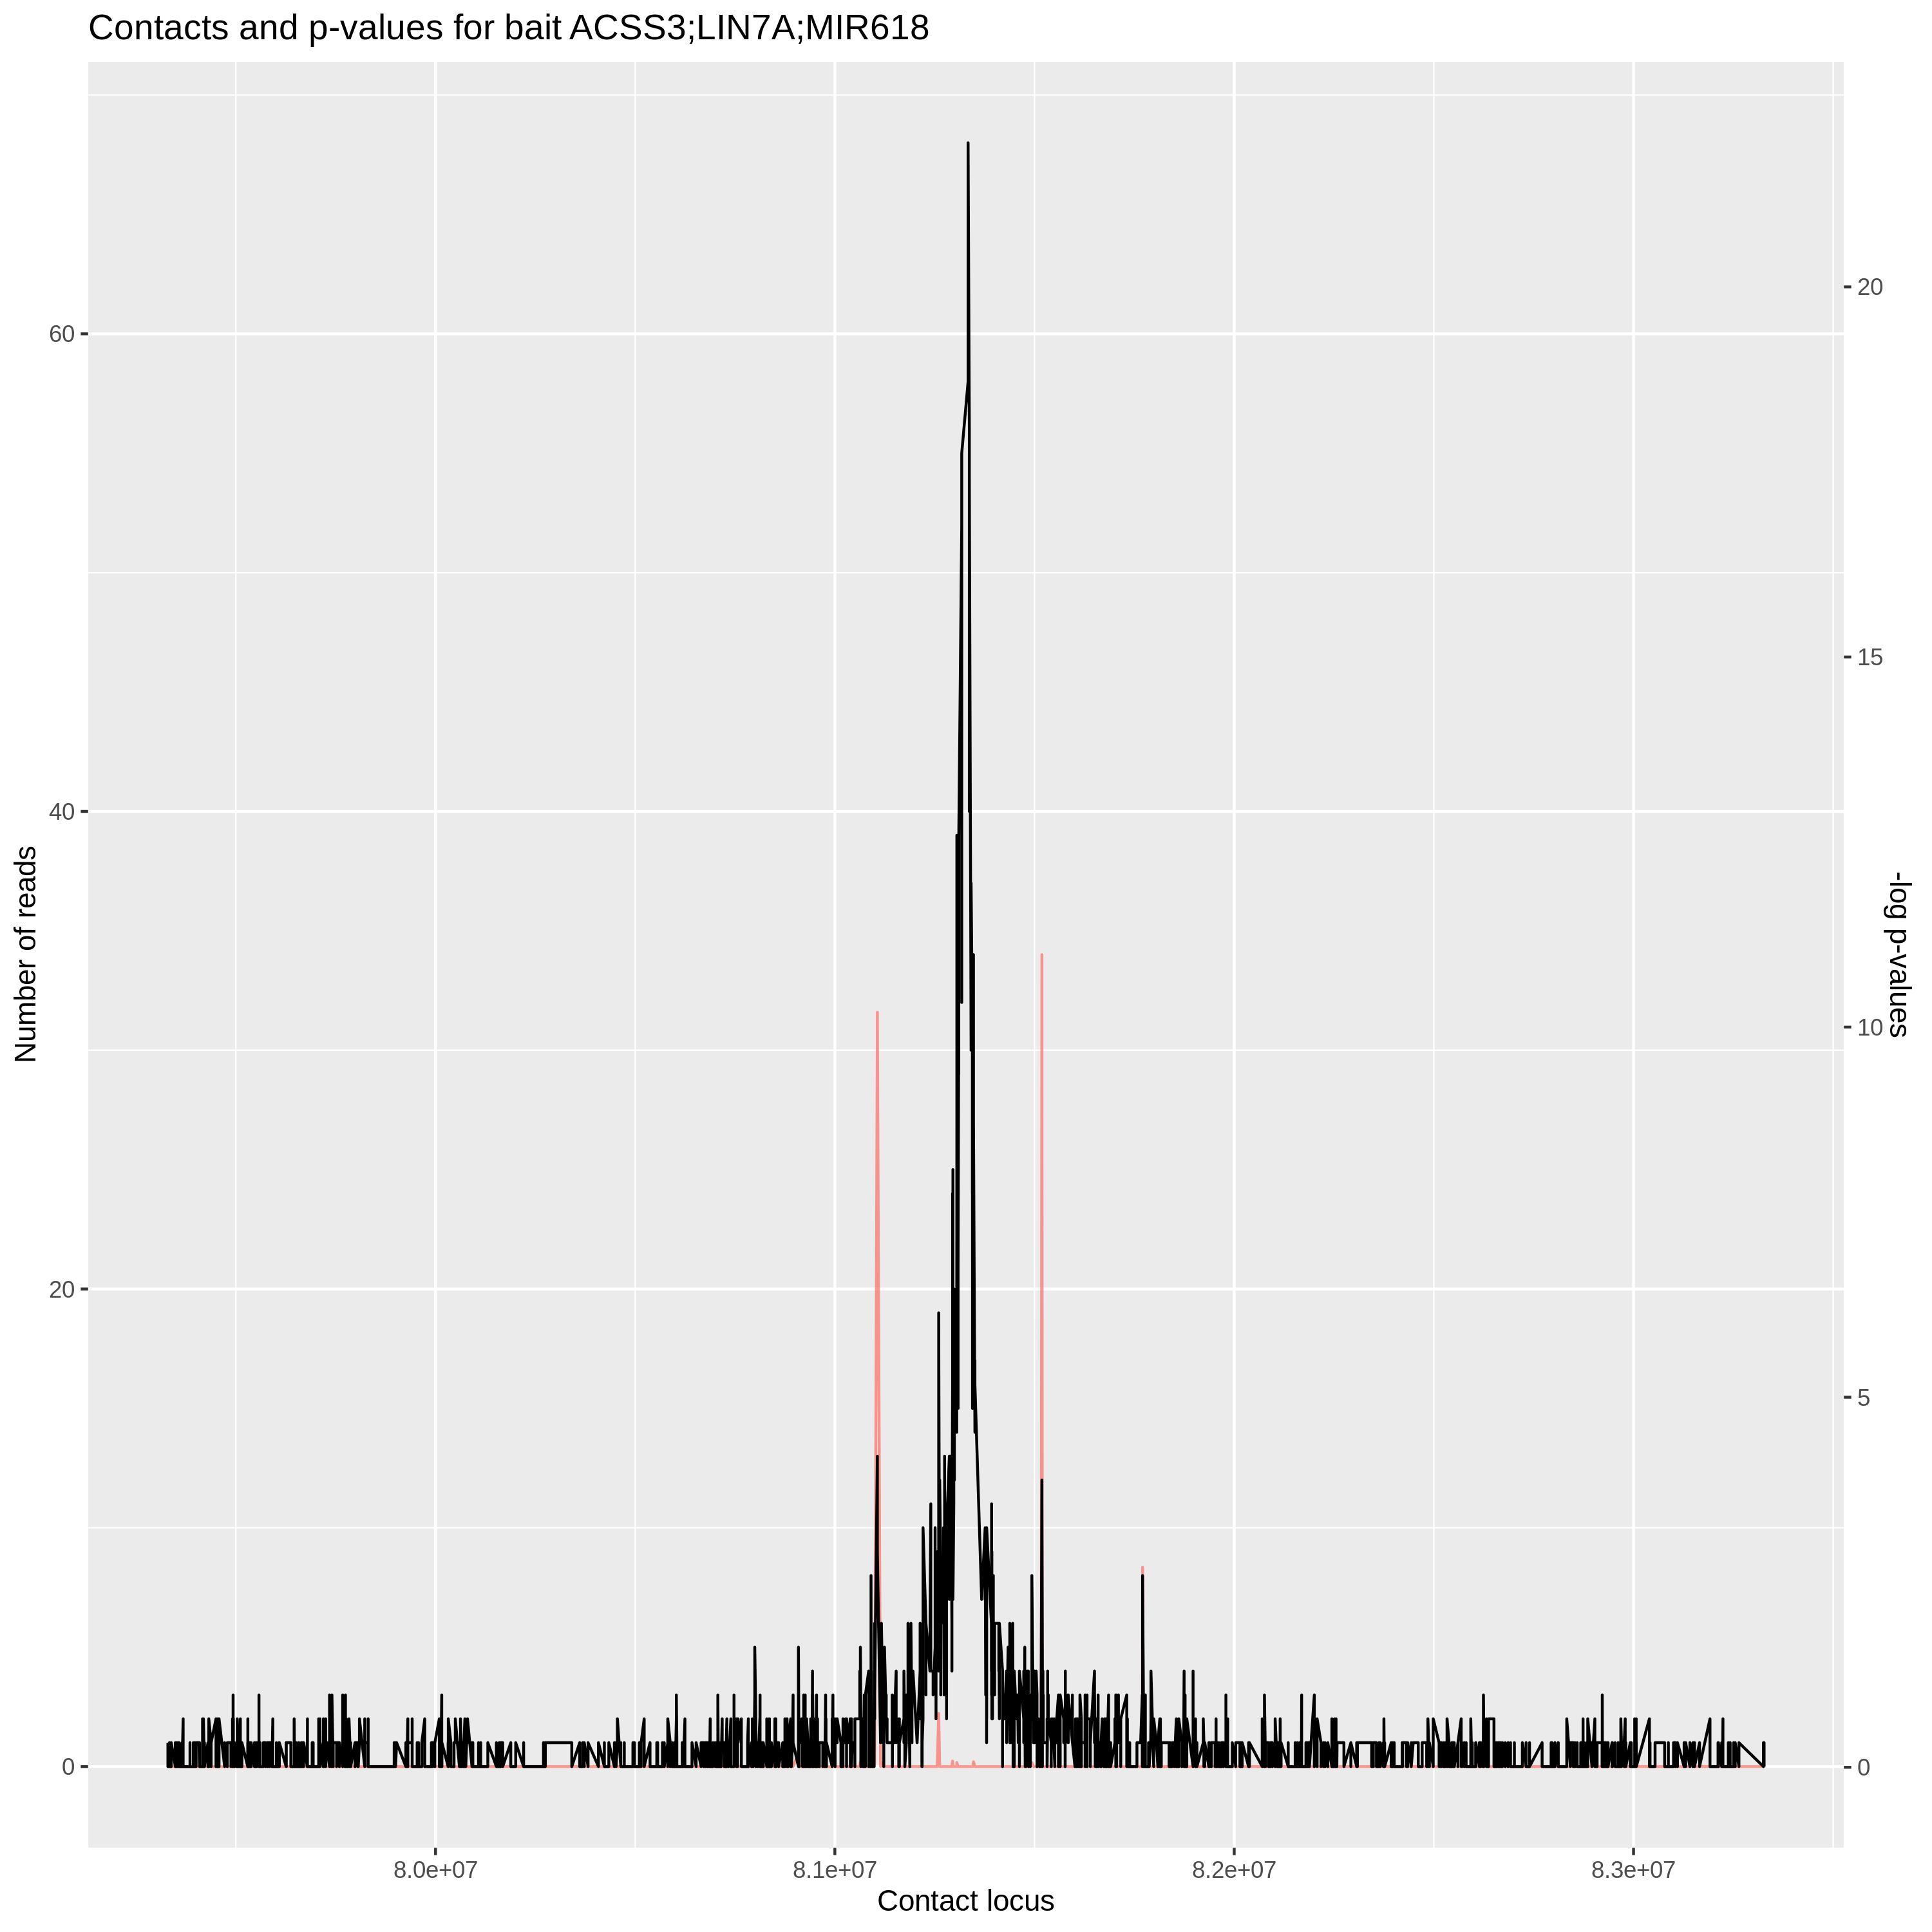 Contacts and p-values for bait ACSS3;LIN7A;MIR618
60
40
20
0
Number of reads
20
15
10
5
0
-log p-values
8.0e+07
8.1e+07
8.2e+07
8.3e+07
Contact locus